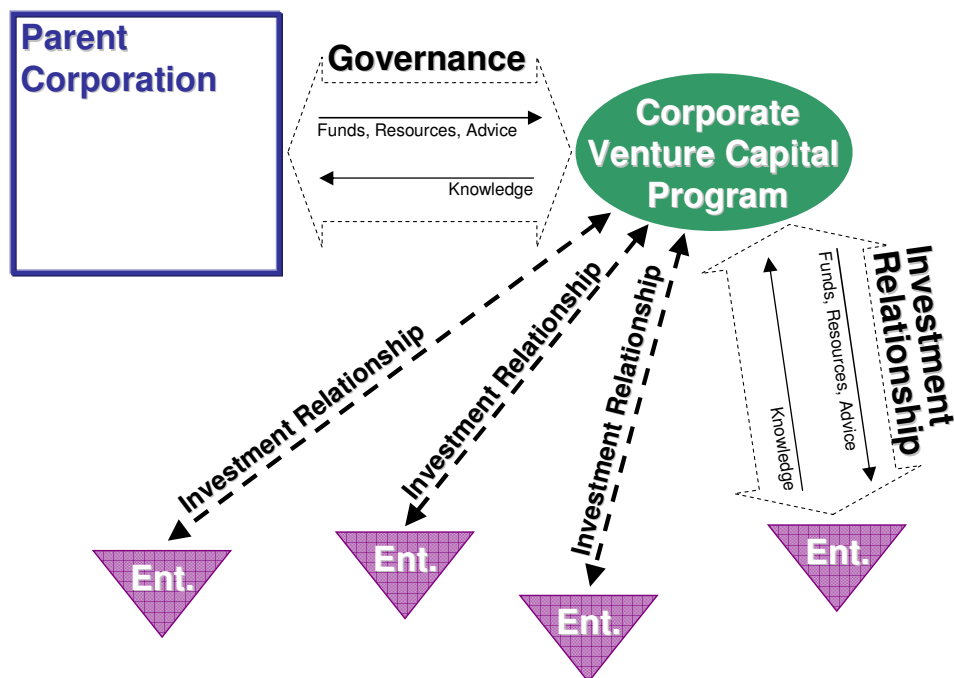 Parent
Corporation
Governance
Funds, Resources, Advice
Knowledge
Corporate
Venture Capital
Program
Investment Relationship
Investment Relationship
Investment Relationship
Investment
Relationship
Funds, Resources, Advice
Knowledge
Ent.
Ent.
Ent.
Ent.